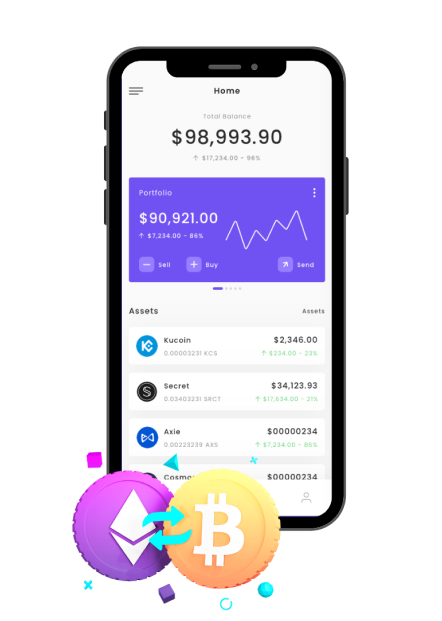 Home
Total Balance
$98,993.90
↑ $17,234.00 - 96%
Portfolio
$90,921.00
↑ $7,234.00 - 86%
Sell Buy Send
Assets Assets
Kucoin $2,346.00
0.00003231 KCS ↑ $234.00 - 23%
Secret $34,123.93
0.03403231 SRCT ↑ $17,634.00 - 21%
Axie $00000234
0.00223239 AXS ↑ $7,234.00 - 86%
Cosmo $00000234